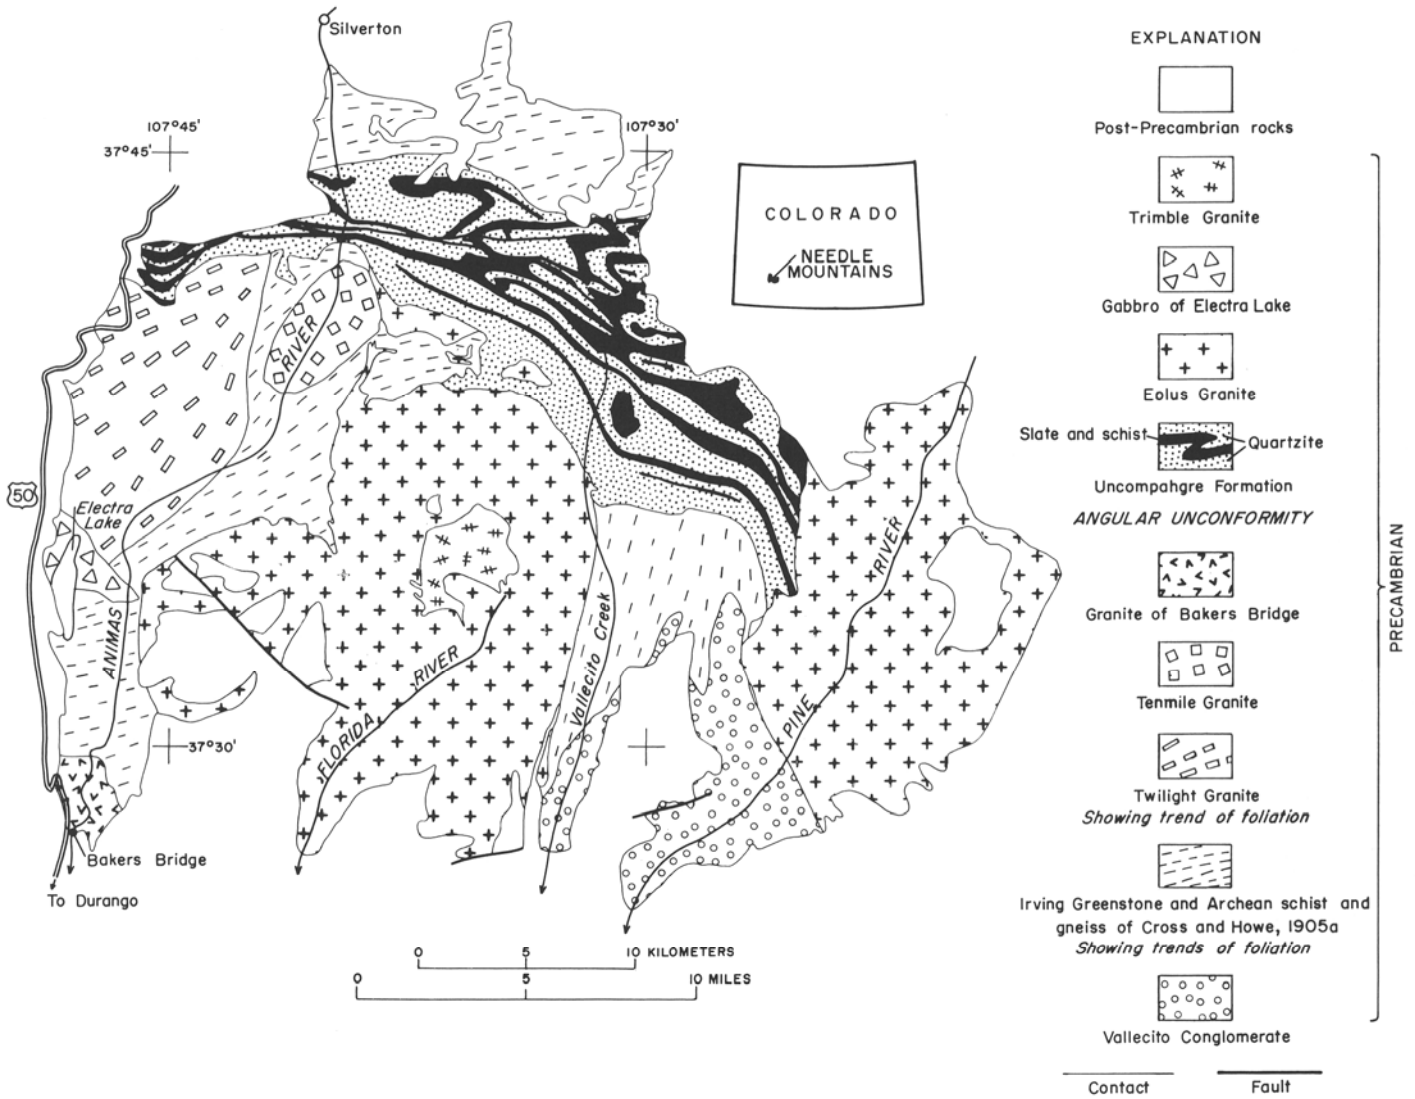 Silverton
107°45'
37°45'
107°30'
COLORADO
NEEDLE
MOUNTAINS
RIVER
50
Electra
Lake
ANIMAS
RIVER
FLORIDA
Vallecito Creek
RIVER
PINE
37°30'
Bakers Bridge
To Durango
0 5 10 KILOMETERS
0 5 10 MILES
EXPLANATION
Post-Precambrian rocks
Trimble Granite
Gabbro of Electra Lake
Eolus Granite
Slate and schist
Quartzite
Uncompahgre Formation
ANGULAR UNCONFORMITY
Granite of Bakers Bridge
Tenmile Granite
Twilight Granite
Showing trend of foliation
Irving Greenstone and Archean schist and
gneiss of Cross and Howe, 1905a
Showing trends of foliation
Vallecito Conglomerate
PRECAMBRIAN
Contact
Fault